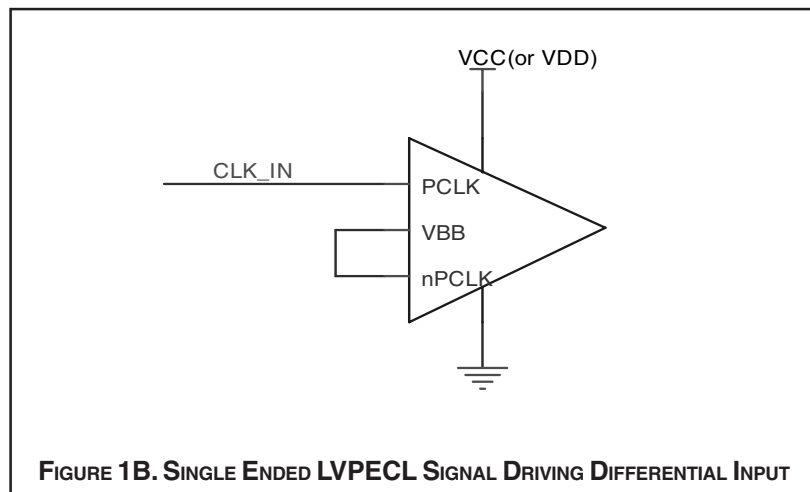 VCC(or VDD)
CLK_IN
PCLK
VBB
nPCLK
FIGURE 1B. SINGLE ENDED LVPECL SIGNAL DRIVING DIFFERENTIAL INPUT